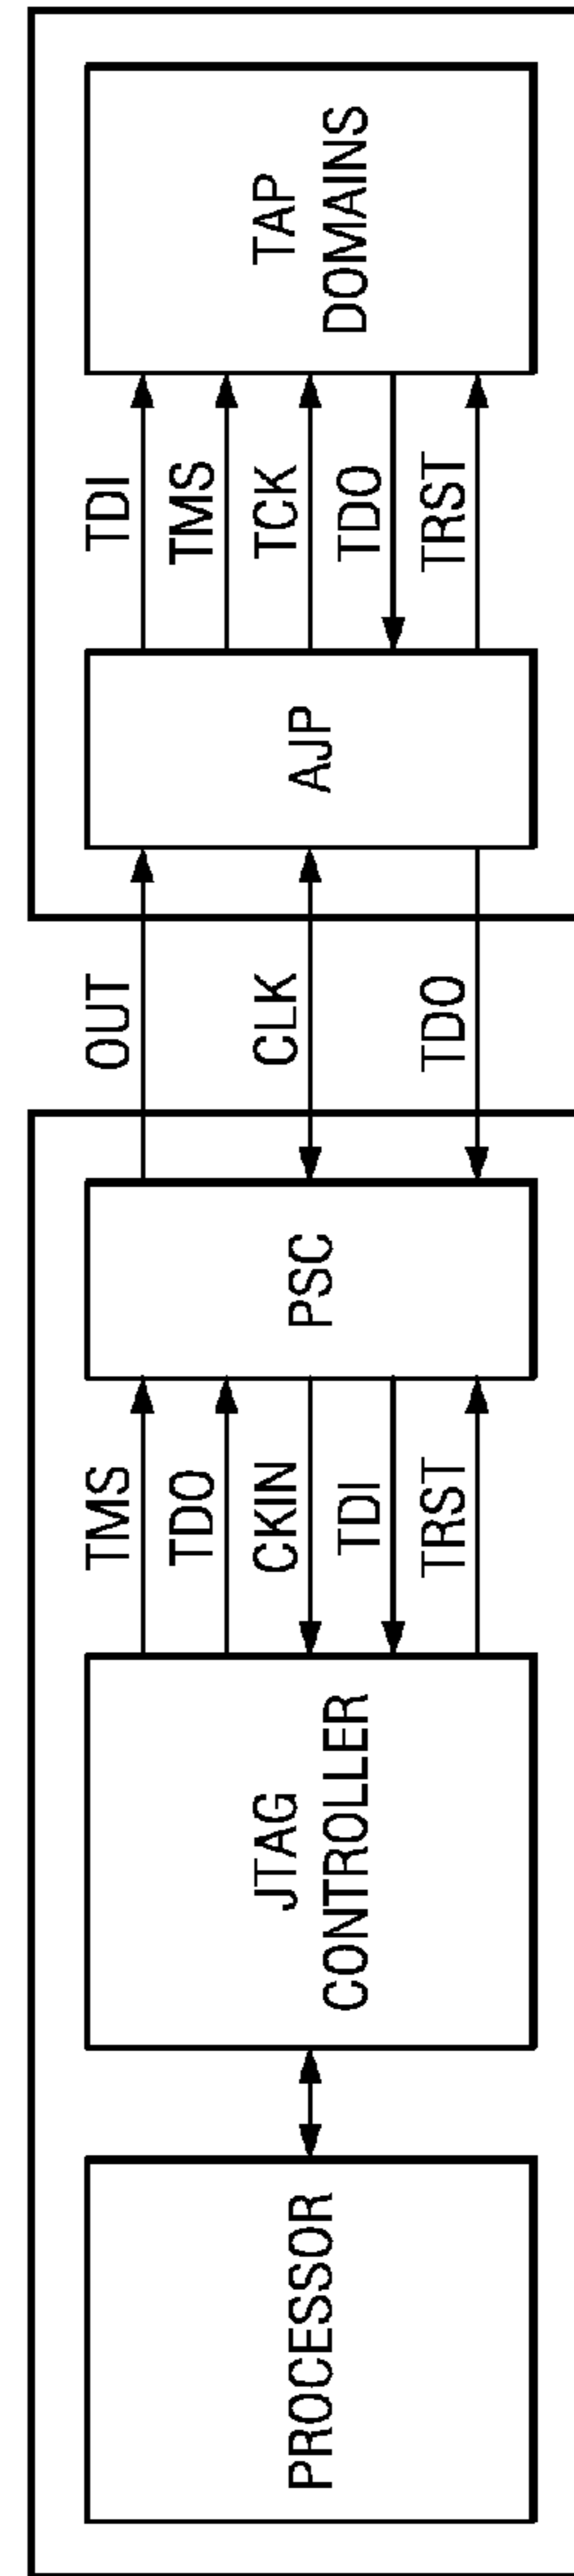 PROCESSOR
JTAG
CONTROLLER
TMS
TDO
CKIN
TDI
TRST
PSC
OUT
CLK
TDO
AJP
TDI
TMS
TCK
TDO
TRST
TAP
DOMAINS